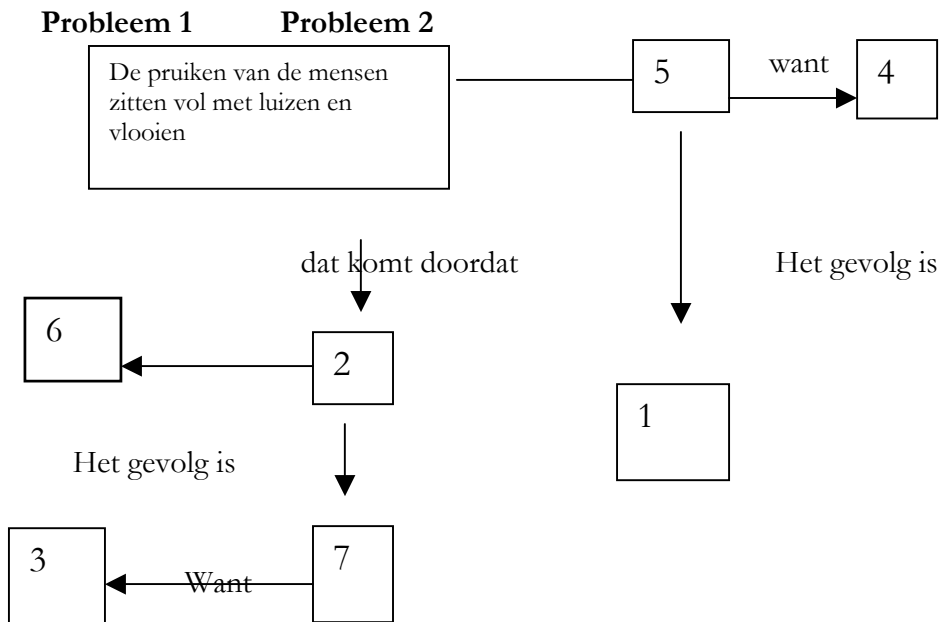 Probleem 1 Probleem 2
De pruiken van de mensen
zitten vol met luizen en
vlooien
5
want
4
dat komt doordat
Het gevolg is
6
2
1
Het gevolg is
3
Want
7